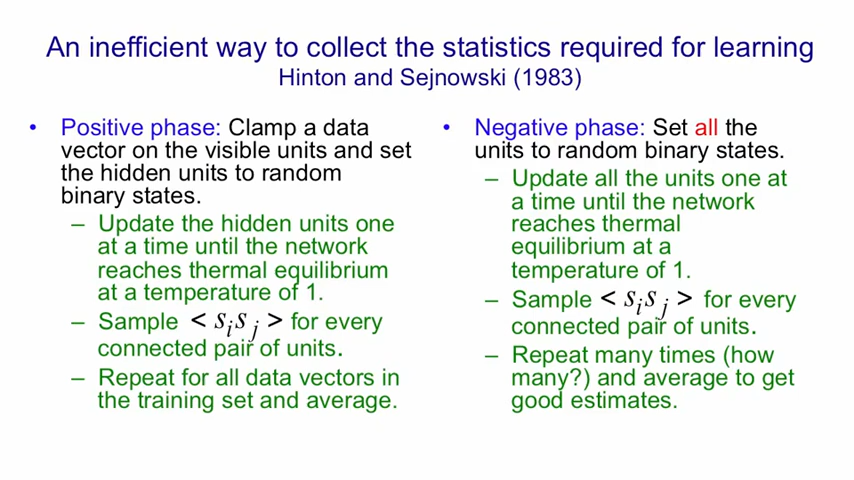 An inefficient way to collect the statistics required for learning
Hinton and Sejnowski (1983)
• Positive phase: Clamp a data
vector on the visible units and set
the hidden units to random
binary states.
– Update the hidden units one
at a time until the network
reaches thermal equilibrium
at a temperature of 1.
– Sample < s_i s_j > for every
connected pair of units.
– Repeat for all data vectors in
the training set and average.
• Negative phase: Set all the
units to random binary states.
– Update all the units one at
a time until the network
reaches thermal
equilibrium at a
temperature of 1.
– Sample < s_i s_j > for every
connected pair of units.
– Repeat many times (how
many?) and average to get
good estimates.